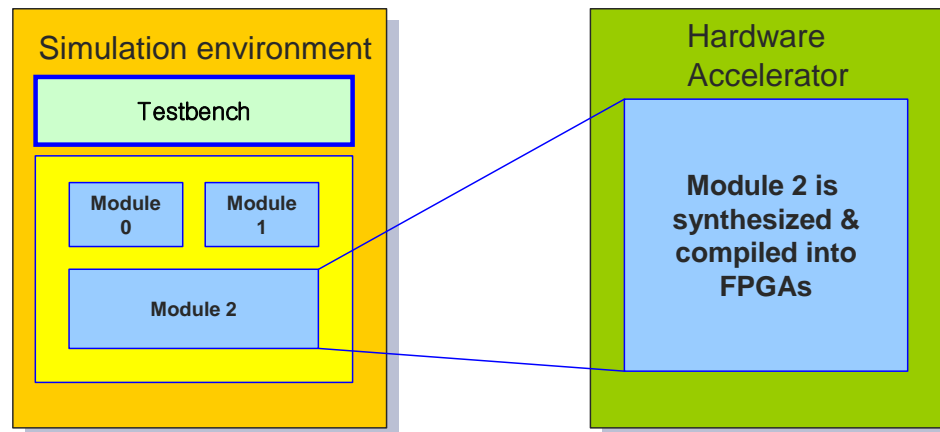 Simulation environment
Testbench
Module
0
Module
1
Module 2
Hardware
Accelerator
Module 2 is
synthesized &
compiled into
FPGAs